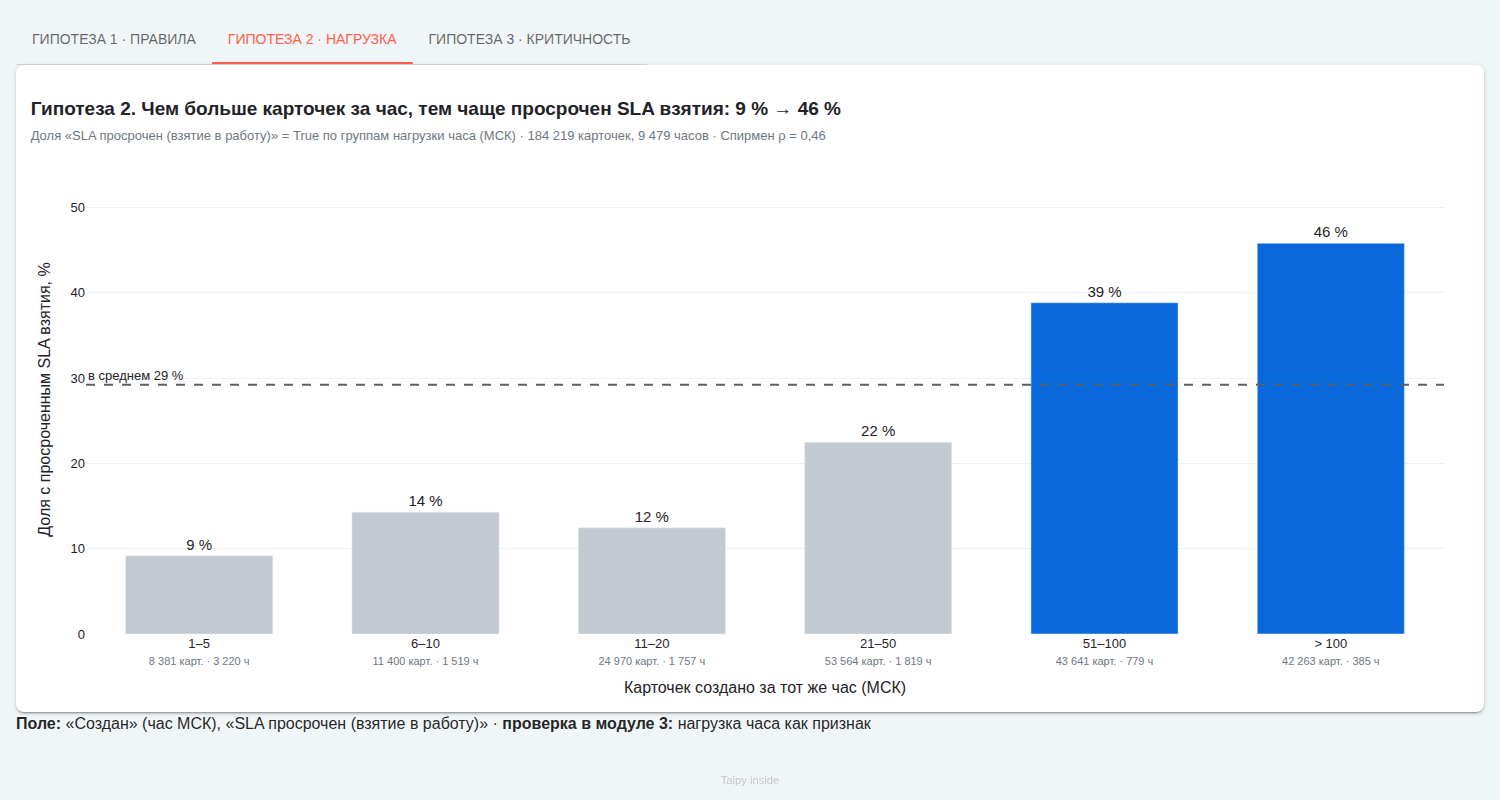 ГИПОТЕЗА 1 · ПРАВИЛА ГИПОТЕЗА 2 · НАГРУЗКА ГИПОТЕЗА 3 · КРИТИЧНОСТЬ
Гипотеза 2. Чем больше карточек за час, тем чаще просрочен SLA взятия: 9 % → 46 %
Доля «SLA просрочен (взятие в работу)» = True по группам нагрузки часа (МСК) · 184 219 карточек, 9 479 часов · Спирмен ρ = 0,46
Доля с просроченным SLA взятия, %
50
40
30
20
10
0
в среднем 29 %
9 %
14 %
12 %
22 %
39 %
46 %
1–5 6–10 11–20 21–50 51–100 > 100
8 381 карт. · 3 220 ч 11 400 карт. · 1 519 ч 24 970 карт. · 1 757 ч 53 564 карт. · 1 819 ч 43 641 карт. · 779 ч 42 263 карт. · 385 ч
Карточек создано за тот же час (МСК)
Поле: «Создан» (час МСК), «SLA просрочен (взятие в работу)» · проверка в модуле 3: нагрузка часа как признак
Taipy inside